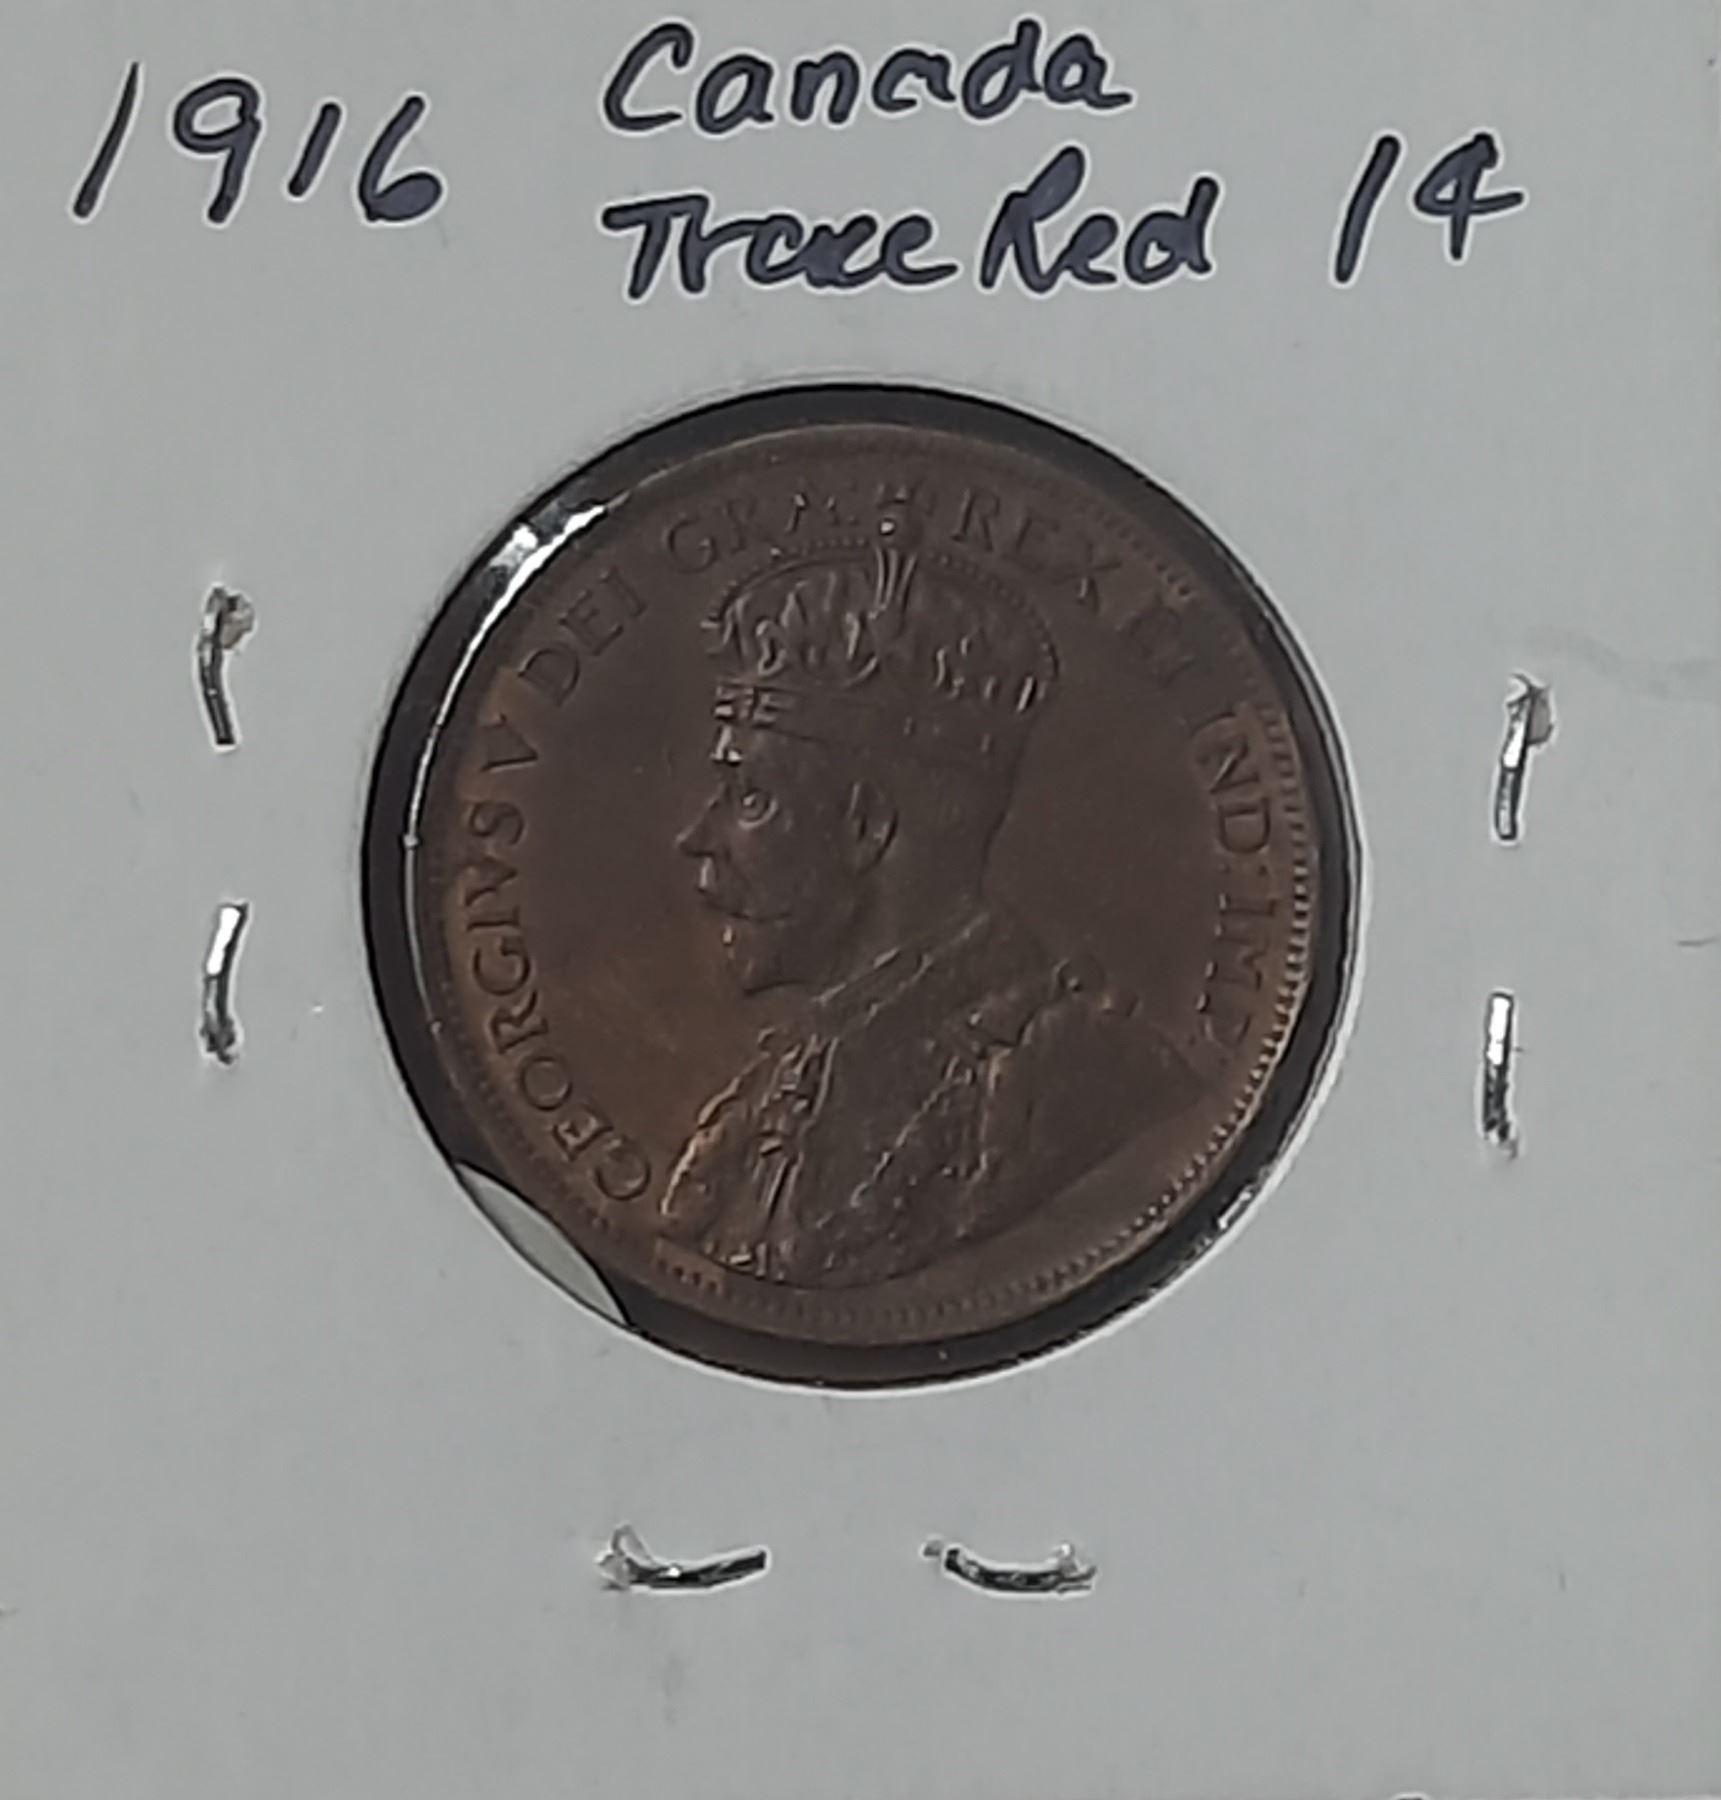 1916 Canada 1¢
Trace Red
GEORGIVS V DEI GRA: REX ET IND: IMP: